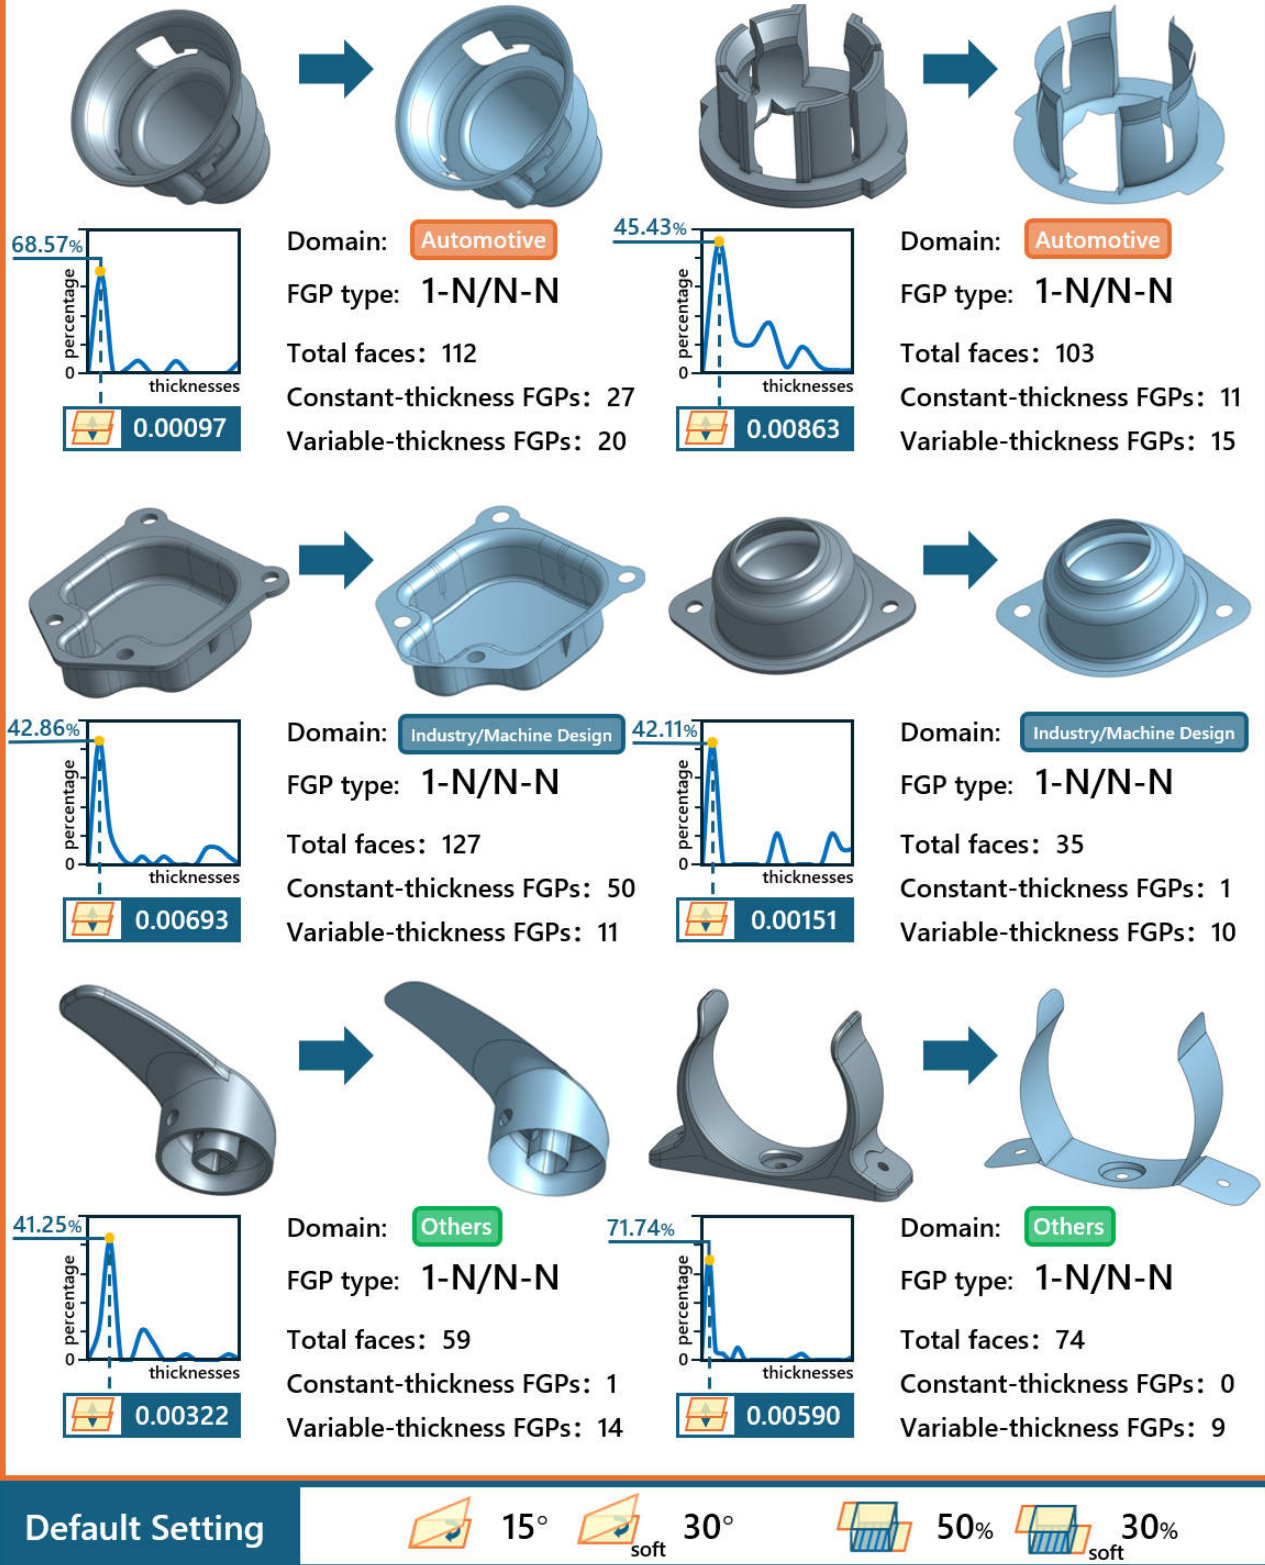 68.57%
percentage
0
thicknesses
0.00097
Domain: Automotive
FGP type: 1-N/N-N
Total faces: 112
Constant-thickness FGPs: 27
Variable-thickness FGPs: 20
45.43%
percentage
0
thicknesses
0.00863
Domain: Automotive
FGP type: 1-N/N-N
Total faces: 103
Constant-thickness FGPs: 11
Variable-thickness FGPs: 15
42.86%
percentage
0
thicknesses
0.00693
Domain: Industry/Machine Design
FGP type: 1-N/N-N
Total faces: 127
Constant-thickness FGPs: 50
Variable-thickness FGPs: 11
42.11%
percentage
0
thicknesses
0.00151
Domain: Industry/Machine Design
FGP type: 1-N/N-N
Total faces: 35
Constant-thickness FGPs: 1
Variable-thickness FGPs: 10
41.25%
percentage
0
thicknesses
0.00322
Domain: Others
FGP type: 1-N/N-N
Total faces: 59
Constant-thickness FGPs: 1
Variable-thickness FGPs: 14
71.74%
percentage
0
thicknesses
0.00590
Domain: Others
FGP type: 1-N/N-N
Total faces: 74
Constant-thickness FGPs: 0
Variable-thickness FGPs: 9
Default Setting 15° soft 30° 50% soft 30%